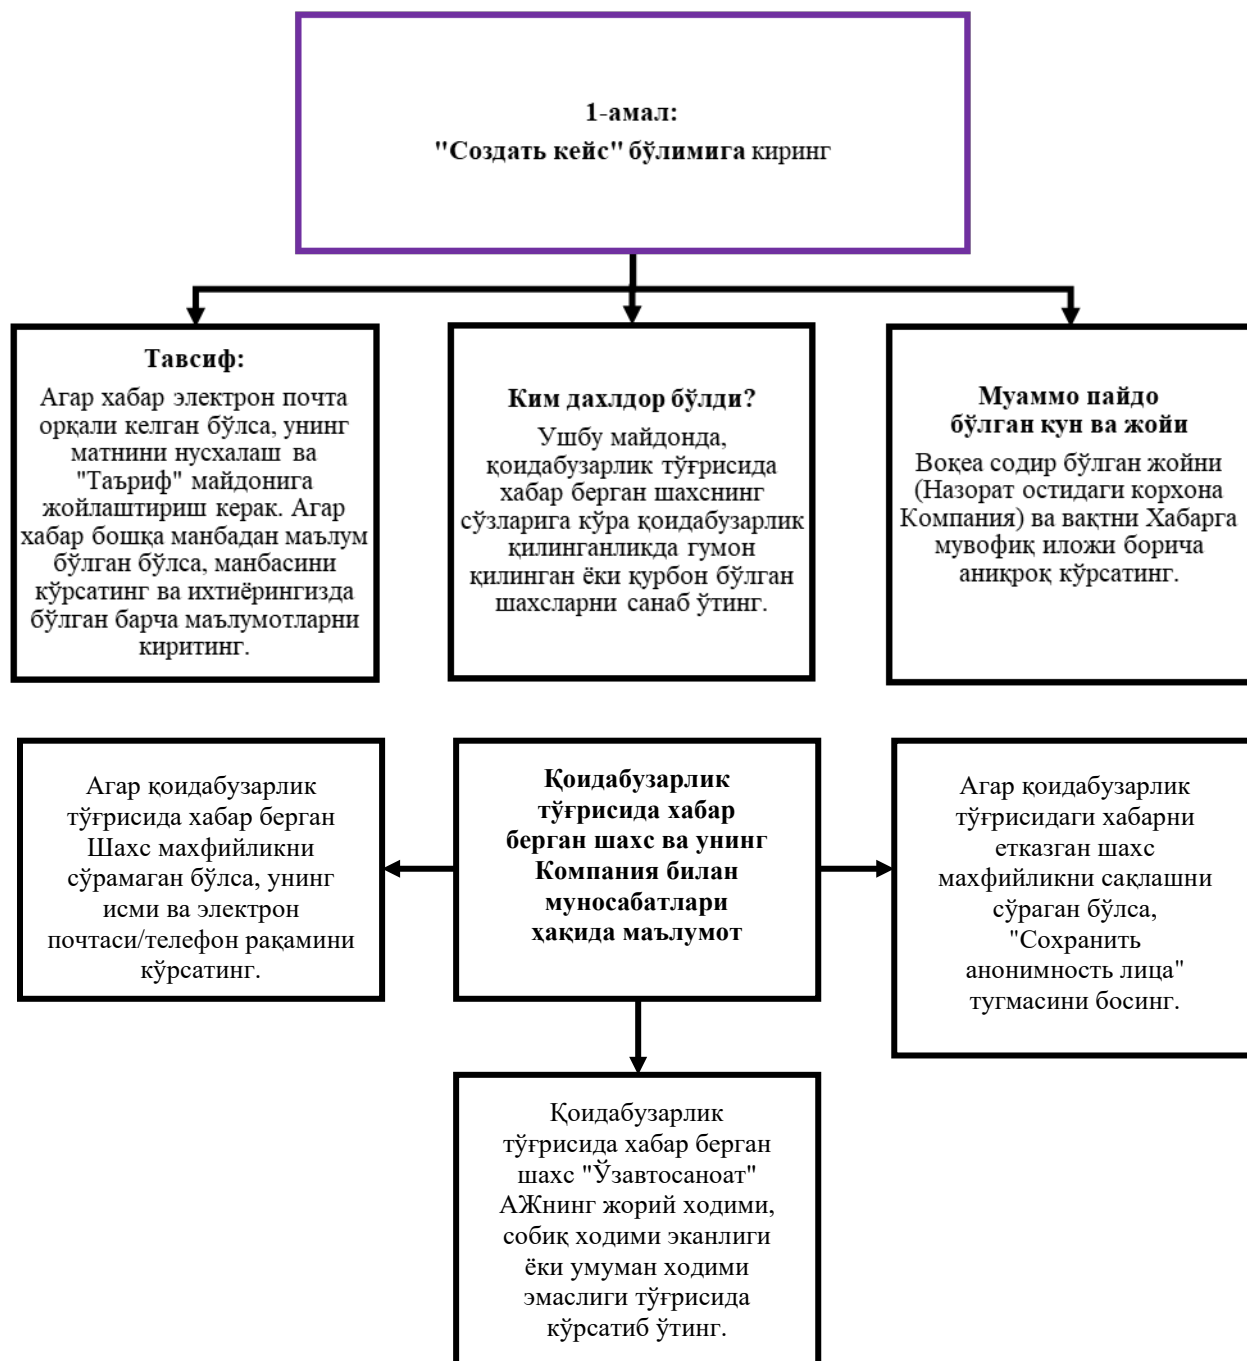 1-амал:
"Создать кейс" бўлимига киринг
Тавсиф:
Агар хабар электрон почта
орқали келган бўлса, унинг
матнини нусхалаш ва
"Таъриф" майдонига
жойлаштириш керак. Агар
хабар бошқа манбадан маълум
бўлган бўлса, манбасини
кўрсатинг ва ихтиёрингизда
бўлган барча маълумотларни
киритинг.
Ким дахлдор бўлди?
Ушбу майдонда,
қоидабузарлик тўғрисида
хабар берган шахснинг
сўзларига кўра қоидабузарлик
қилинганликда гумон
қилинган ёки қурбон бўлган
шахсларни санаб ўтинг.
Муаммо пайдо
бўлган кун ва жойи
Воқеа содир бўлган жойни
(Назорат остидаги корхона
Компания) ва вақтни Хабарга
мувофиқ иложи борича
аниқроқ кўрсатинг.
Агар қоидабузарлик
тўғрисида хабар берган
Шахс махфийликни
сўрамаган бўлса, унинг
исми ва электрон
почтаси/телефон рақамини
кўрсатинг.
Қоидабузарлик
тўғрисида хабар
берган шахс ва унинг
Компания билан
муносабатлари
ҳақида маълумот
Агар қоидабузарлик
тўғрисидаги хабарни
етказган шахс
махфийликни сақлашни
сўраган бўлса,
"Сохранить
анонимность лица"
тугмасини босинг.
Қоидабузарлик
тўғрисида хабар берган
шахс "Ўзавтосаноат"
АЖнинг жорий ходими,
собиқ ходими эканлиги
ёки умуман ходими
эмаслиги тўғрисида
кўрсатиб ўтинг.